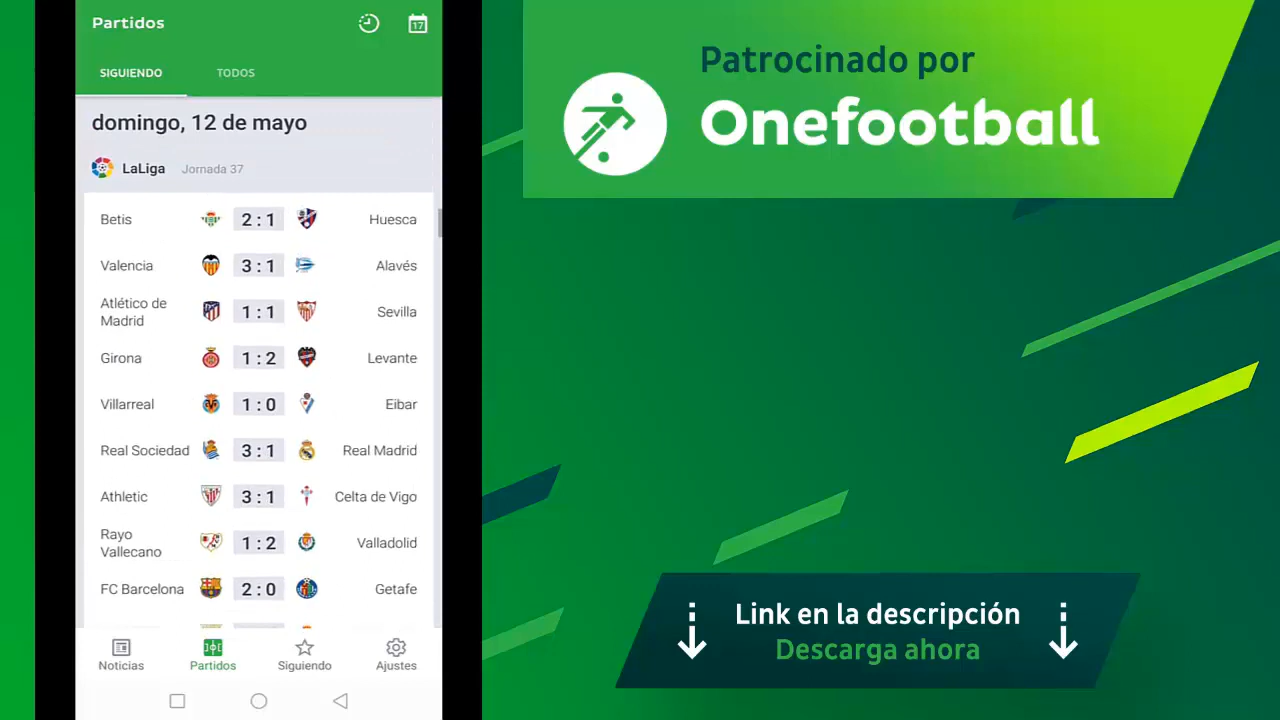 Partidos
17
SIGUIENDO
TODOS
domingo, 12 de mayo
LaLiga Jornada 37
Betis 2 : 1 Huesca
Valencia 3 : 1 Alavés
Atlético de
Madrid 1 : 1 Sevilla
Girona 1 : 2 Levante
Villarreal 1 : 0 Eibar
Real Sociedad 3 : 1 Real Madrid
Athletic 3 : 1 Celta de Vigo
Rayo
Vallecano 1 : 2 Valladolid
FC Barcelona 2 : 0 Getafe
Noticias Partidos Siguiendo Ajustes
Patrocinado por
Onefootball
Link en la descripción
Descarga ahora